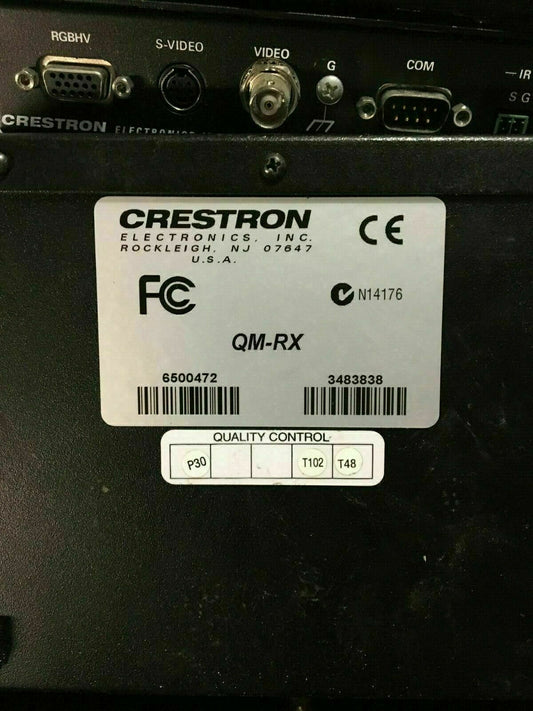 RGBHV
S-VIDEO
VIDEO
G
COM
IR
S G
CRESTRON ELECTRONICS
CRESTRON
ELECTRONICS, INC.
ROCKLEIGH, NJ 07647
U.S.A.
CE
FC
N14176
QM-RX
6500472
3483838
QUALITY CONTROL
P30
T102
T48